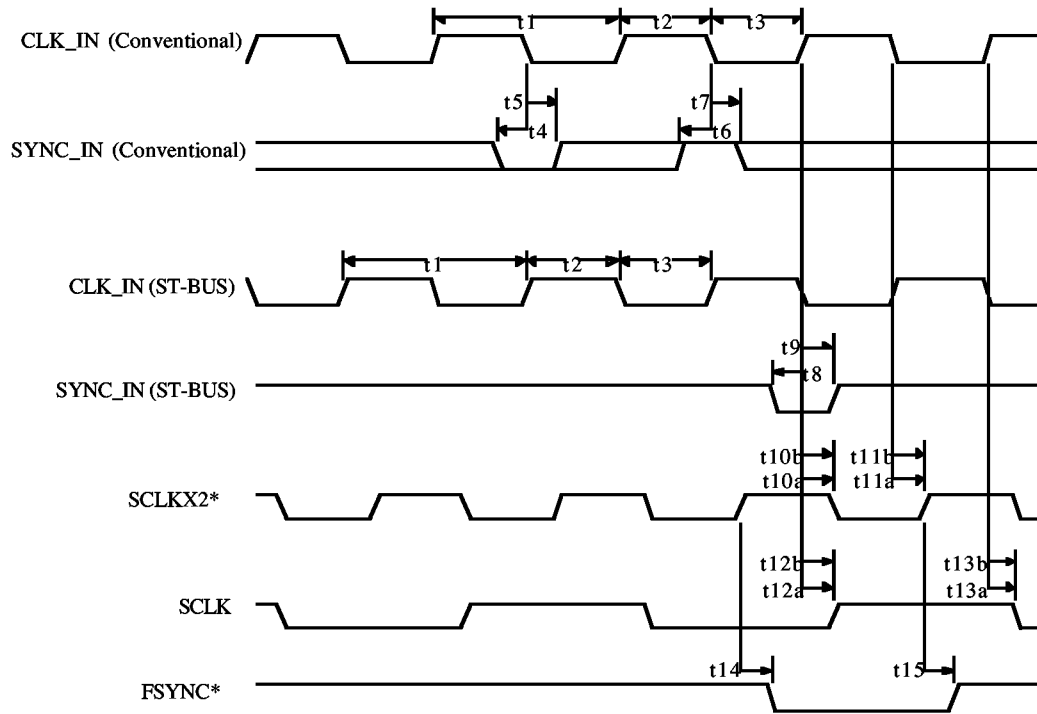 t1 t2 t3
CLK_IN (Conventional)
t5 t7
t4 t6
SYNC_IN (Conventional)
t1 t2 t3
CLK_IN (ST-BUS)
t9
t8
SYNC_IN (ST-BUS)
t10b t11b
t10a t11a
SCLKX2*
t12b t13b
t12a t13a
SCLK
t14 t15
FSYNC*